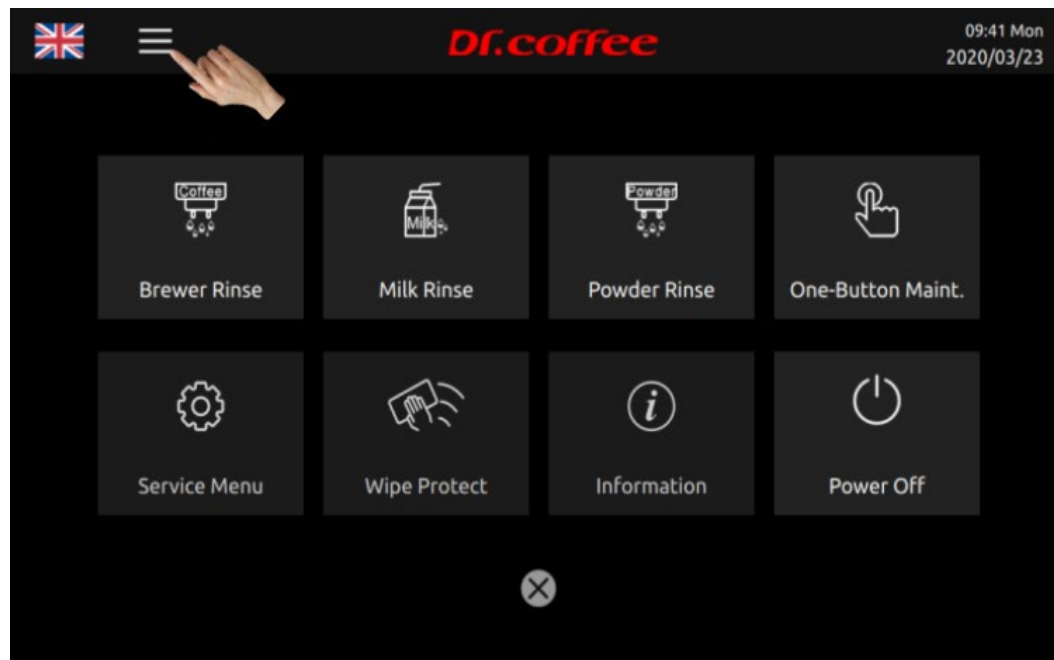 Dr.coffee
09:41 Mon
2020/03/23
Coffee
Milk
Powder
Brewer Rinse
Milk Rinse
Powder Rinse
One-Button Maint.
i
Service Menu
Wipe Protect
Information
Power Off